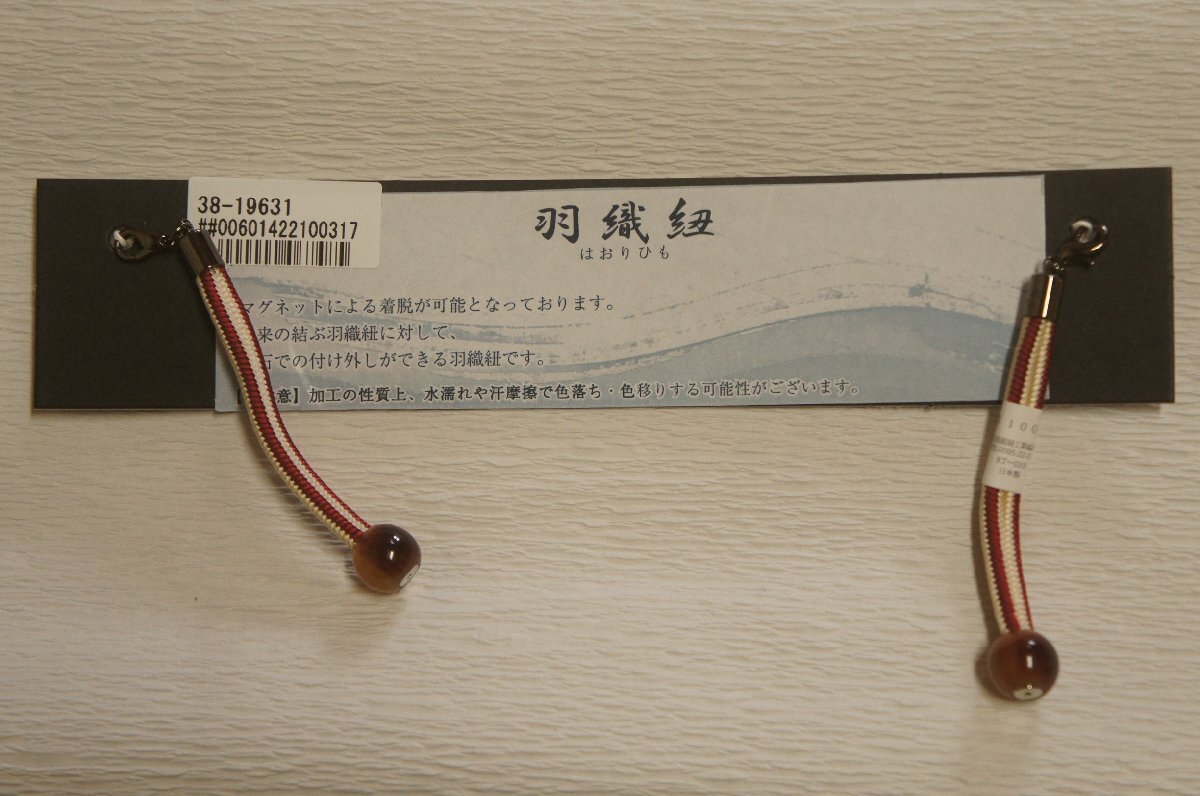 38-19631
##00601422100317
羽織紐
はおりひも
マグネットによる着脱が可能となっております。
来の結ぶ羽織紐に対して、
石での付け外しができる羽織紐です。
意】加工の性質上、水濡れや汗摩擦で色落ち・色移りする可能性がございます。
100
日本製